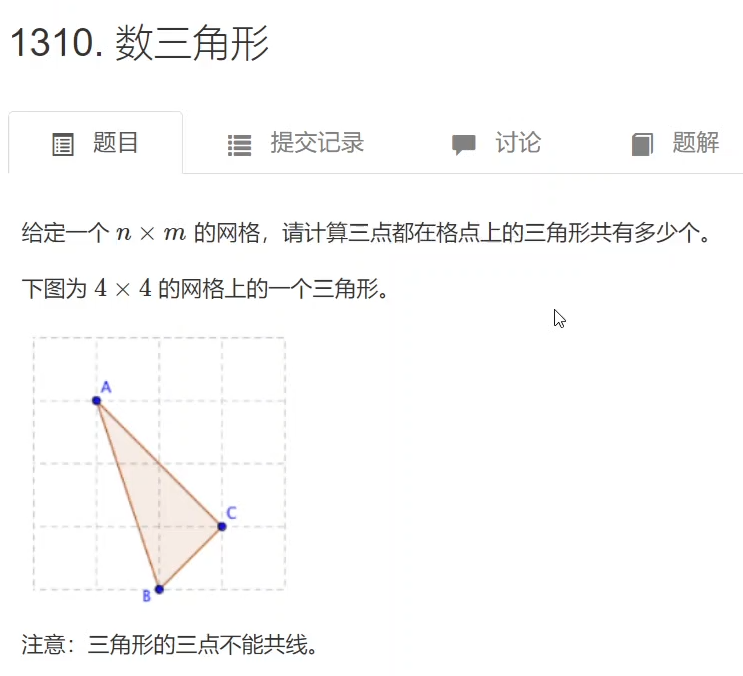 1310. 数三角形
题目 提交记录 讨论 题解
给定一个 n × m 的网格，请计算三点都在格点上的三角形共有多少个。
下图为 4 × 4 的网格上的一个三角形。
A
C
B
注意：三角形的三点不能共线。